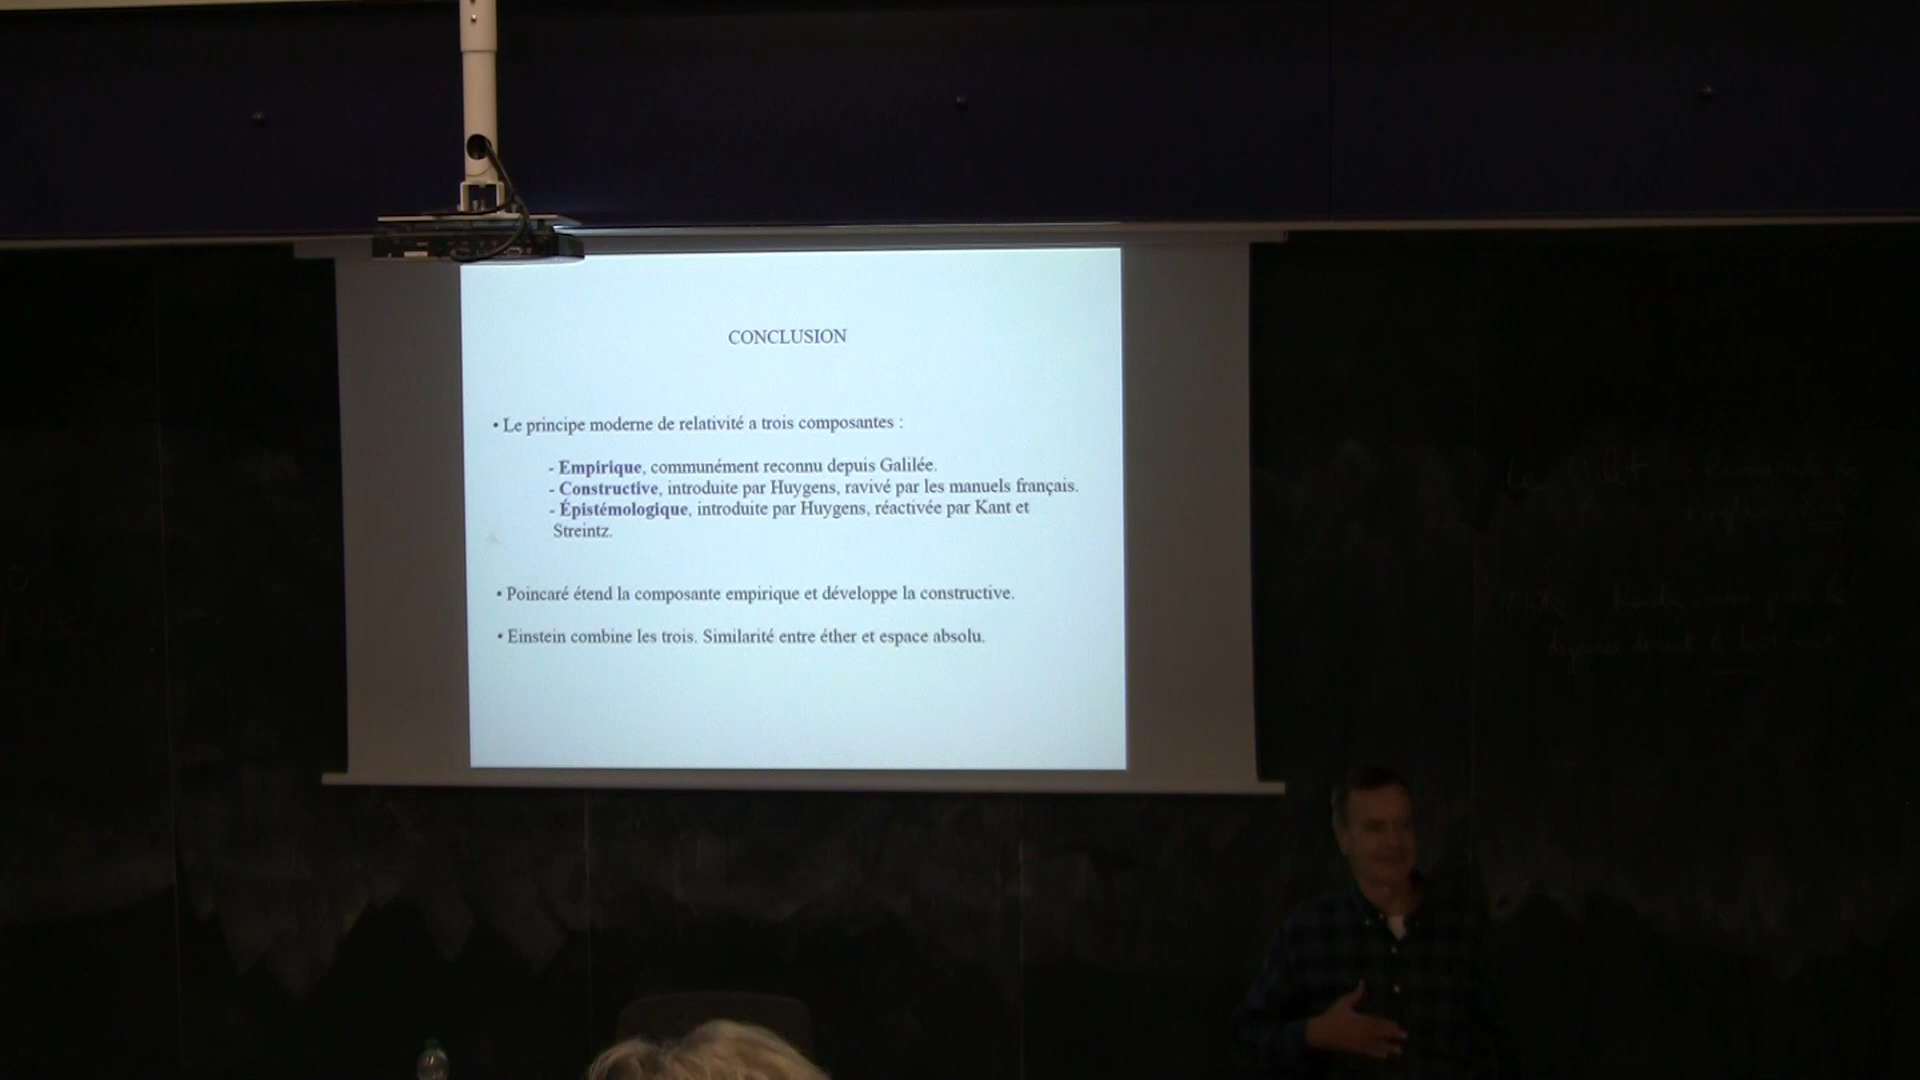 CONCLUSION
• Le principe moderne de relativité a trois composantes :
- Empirique, communément reconnu depuis Galilée.
- Constructive, introduite par Huygens, ravivé par les manuels français.
- Épistémologique, introduite par Huygens, réactivée par Kant et
Streintz.
• Poincaré étend la composante empirique et développe la constructive.
• Einstein combine les trois. Similarité entre éther et espace absolu.